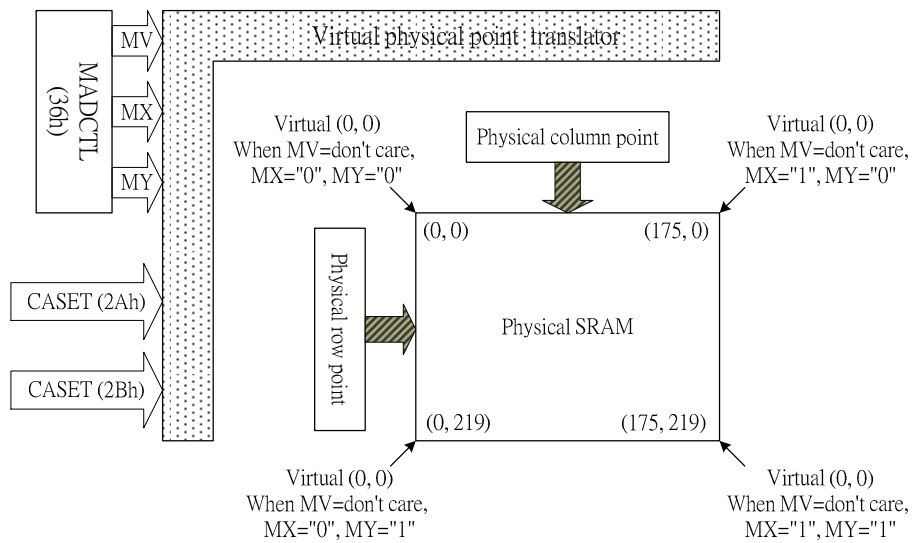 Virtual physical point translator
MADCTL
(36h)
MV
MX
MY
CASET (2Ah)
CASET (2Bh)
Virtual (0, 0)
When MV=don't care,
MX="0", MY="0"
Physical column point
Virtual (0, 0)
When MV=don't care,
MX="1", MY="0"
Physical row point
(0, 0)
(175, 0)
Physical SRAM
(0, 219)
(175, 219)
Virtual (0, 0)
When MV=don't care,
MX="0", MY="1"
Virtual (0, 0)
When MV=don't care,
MX="1", MY="1"